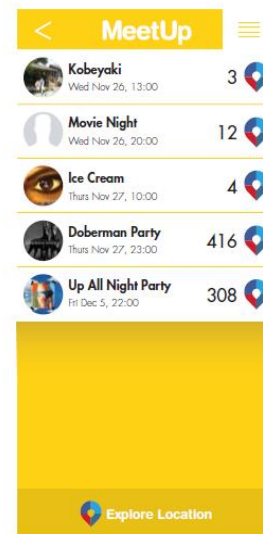 < MeetUp
Kobeyaki
Wed Nov 26, 13:00
3
Movie Night
Wed Nov 26, 20:00
12
Ice Cream
Thurs Nov 27, 10:00
4
Doberman Party
Thurs Nov 27, 23:00
416
Up All Night Party
Fri Dec 5, 22:00
308
Explore Location